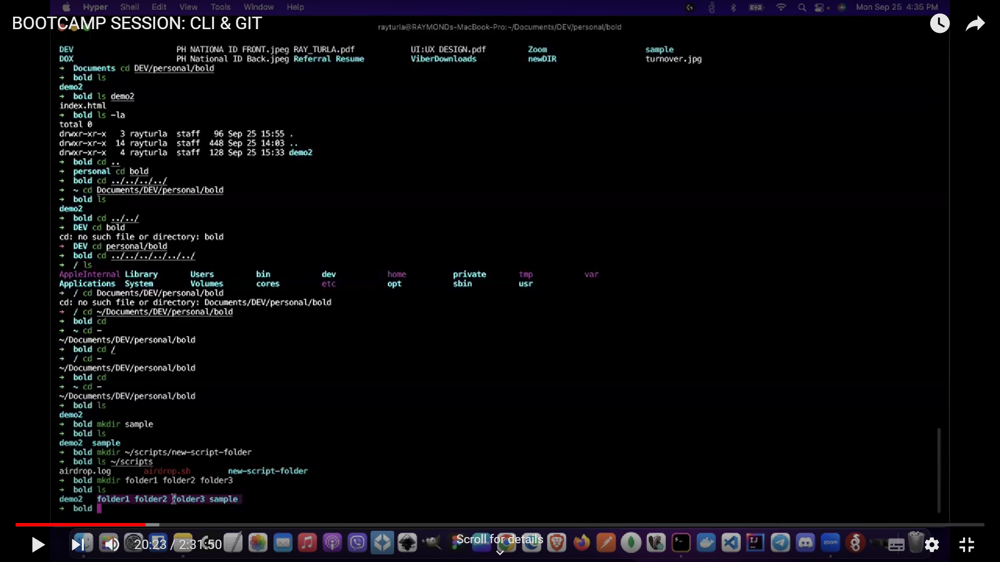 Hyper Shell Edit View Tools Window Help Mon Sep 25 4:35 PM
BOOTCAMP SESSION: CLI & GIT
rayturla@RAYMONDs-MacBook-Pro:~/Documents/DEV/personal/bold
DEV PH NATIONA ID FRONT.jpeg RAY_TURLA.pdf UI:UX DESIGN.pdf Zoom sample
DOX PH National ID Back.jpeg Referral Resume ViberDownloads newDIR turnover.jpg
→ Documents cd DEV/personal/bold
→ bold ls
demo2
→ bold ls demo2
index.html
→ bold ls -la
total 0
drwxr-xr-x 3 rayturla staff 96 Sep 25 15:55 .
drwxr-xr-x 14 rayturla staff 448 Sep 25 14:03 ..
drwxr-xr-x 4 rayturla staff 128 Sep 25 15:33 demo2
→ bold cd ..
→ personal cd bold
→ bold cd ../../../../
→ ~ cd Documents/DEV/personal/bold
→ bold ls
demo2
→ bold cd ../../
→ DEV cd bold
cd: no such file or directory: bold
→ DEV cd personal/bold
→ bold cd ../../../../../../
→ / ls
AppleInternal Library Users bin dev home private tmp var
Applications System Volumes cores etc opt sbin usr
→ / cd Documents/DEV/personal/bold
cd: no such file or directory: Documents/DEV/personal/bold
→ / cd ~/Documents/DEV/personal/bold
→ bold cd
→ ~ cd -
~/Documents/DEV/personal/bold
→ bold cd /
→ / cd -
~/Documents/DEV/personal/bold
→ bold cd
→ ~ cd -
~/Documents/DEV/personal/bold
→ bold ls
demo2
→ bold mkdir sample
→ bold ls
demo2 sample
→ bold mkdir ~/scripts/new-script-folder
→ bold ls ~/scripts
airdrop.log airdrop.sh new-script-folder
→ bold mkdir folder1 folder2 folder3
→ bold ls
demo2 folder1 folder2 folder3 sample
→ bold
20:23 / 2:31:50
Scroll for details
zoom